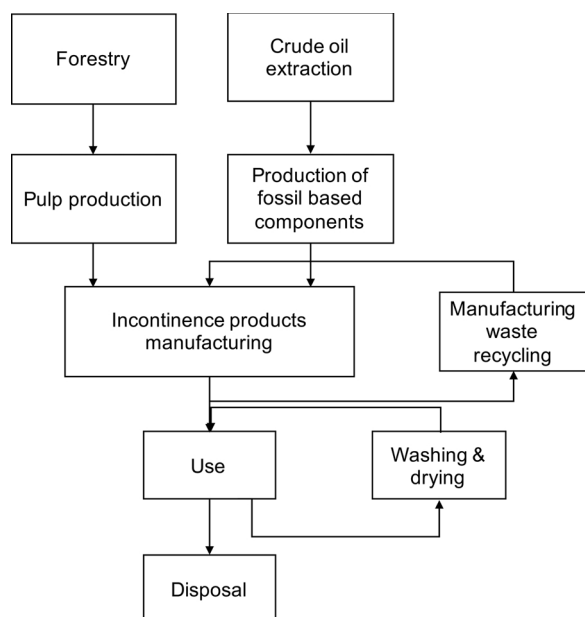 Forestry
Crude oil
extraction
Pulp production
Production of
fossil based
components
Incontinence products
manufacturing
Manufacturing
waste
recycling
Use
Washing &
drying
Disposal